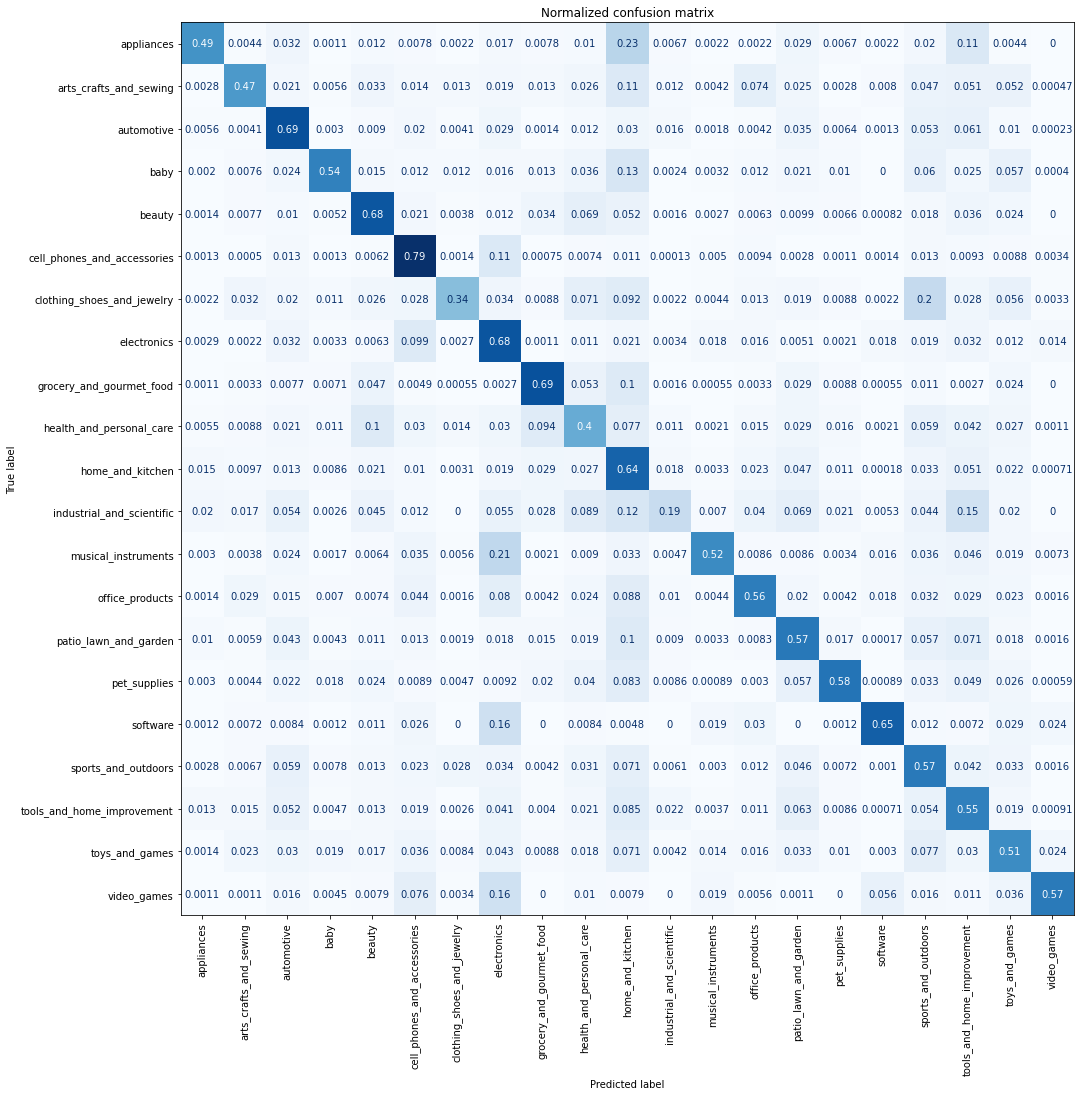 Normalized confusion matrix
True label
appliances 0.49 0.0044 0.032 0.0011 0.012 0.0078 0.0022 0.017 0.0078 0.01 0.23 0.0067 0.0022 0.0022 0.029 0.0067 0.0022 0.02 0.11 0.0044 0
arts_crafts_and_sewing 0.0028 0.47 0.021 0.0056 0.033 0.014 0.013 0.019 0.013 0.026 0.11 0.012 0.0042 0.074 0.025 0.0028 0.008 0.047 0.051 0.052 0.00047
automotive 0.0056 0.0041 0.69 0.003 0.009 0.02 0.0041 0.029 0.0014 0.012 0.03 0.016 0.0018 0.0042 0.035 0.0064 0.0013 0.053 0.061 0.01 0.00023
baby 0.002 0.0076 0.024 0.54 0.015 0.012 0.012 0.016 0.013 0.036 0.13 0.0024 0.0032 0.012 0.021 0.01 0 0.06 0.025 0.057 0.0004
beauty 0.0014 0.0077 0.01 0.0052 0.68 0.021 0.0038 0.012 0.034 0.069 0.052 0.0016 0.0027 0.0063 0.0099 0.0066 0.00082 0.018 0.036 0.024 0
cell_phones_and_accessories 0.0013 0.0005 0.013 0.0013 0.0062 0.79 0.0014 0.11 0.00075 0.0074 0.011 0.00013 0.005 0.0094 0.0028 0.0011 0.0014 0.013 0.0093 0.0088 0.0034
clothing_shoes_and_jewelry 0.0022 0.032 0.02 0.011 0.026 0.028 0.34 0.034 0.0088 0.071 0.092 0.0022 0.0044 0.013 0.019 0.0088 0.0022 0.2 0.028 0.056 0.0033
electronics 0.0029 0.0022 0.032 0.0033 0.0063 0.099 0.0027 0.68 0.0011 0.011 0.021 0.0034 0.018 0.016 0.0051 0.0021 0.018 0.019 0.032 0.012 0.014
grocery_and_gourmet_food 0.0011 0.0033 0.0077 0.0071 0.047 0.0049 0.00055 0.0027 0.69 0.053 0.1 0.0016 0.00055 0.0033 0.029 0.0088 0.00055 0.011 0.0027 0.024 0
health_and_personal_care 0.0055 0.0088 0.021 0.011 0.1 0.03 0.014 0.03 0.094 0.4 0.077 0.011 0.0021 0.015 0.029 0.016 0.0021 0.059 0.042 0.027 0.0011
home_and_kitchen 0.015 0.0097 0.013 0.0086 0.021 0.01 0.0031 0.019 0.029 0.027 0.64 0.018 0.0033 0.023 0.047 0.011 0.00018 0.033 0.051 0.022 0.00071
industrial_and_scientific 0.02 0.017 0.054 0.0026 0.045 0.012 0 0.055 0.028 0.089 0.12 0.19 0.007 0.04 0.069 0.021 0.0053 0.044 0.15 0.02 0
musical_instruments 0.003 0.0038 0.024 0.0017 0.0064 0.035 0.0056 0.21 0.0021 0.009 0.033 0.0047 0.52 0.0086 0.0086 0.0034 0.016 0.036 0.046 0.019 0.0073
office_products 0.0014 0.029 0.015 0.007 0.0074 0.044 0.0016 0.08 0.0042 0.024 0.088 0.01 0.0044 0.56 0.02 0.0042 0.018 0.032 0.029 0.023 0.0016
patio_lawn_and_garden 0.01 0.0059 0.043 0.0043 0.011 0.013 0.0019 0.018 0.015 0.019 0.1 0.009 0.0033 0.0083 0.57 0.017 0.00017 0.057 0.071 0.018 0.0016
pet_supplies 0.003 0.0044 0.022 0.018 0.024 0.0089 0.0047 0.0092 0.02 0.04 0.083 0.0086 0.00089 0.003 0.057 0.58 0.00089 0.033 0.049 0.026 0.00059
software 0.0012 0.0072 0.0084 0.0012 0.011 0.026 0 0.16 0 0.0084 0.0048 0 0.019 0.03 0 0.0012 0.65 0.012 0.0072 0.029 0.024
sports_and_outdoors 0.0028 0.0067 0.059 0.0078 0.013 0.023 0.028 0.034 0.0042 0.031 0.071 0.0061 0.003 0.012 0.046 0.0072 0.001 0.57 0.042 0.033 0.0016
tools_and_home_improvement 0.013 0.015 0.052 0.0047 0.013 0.019 0.0026 0.041 0.004 0.021 0.085 0.022 0.0037 0.011 0.063 0.0086 0.00071 0.054 0.55 0.019 0.00091
toys_and_games 0.0014 0.023 0.03 0.019 0.017 0.036 0.0084 0.043 0.0088 0.018 0.071 0.0042 0.014 0.016 0.033 0.01 0.003 0.077 0.03 0.51 0.024
video_games 0.0011 0.0011 0.016 0.0045 0.0079 0.076 0.0034 0.16 0 0.01 0.0079 0 0.019 0.0056 0.0011 0 0.056 0.016 0.011 0.036 0.57
appliances
arts_crafts_and_sewing
automotive
baby
beauty
cell_phones_and_accessories
clothing_shoes_and_jewelry
electronics
grocery_and_gourmet_food
health_and_personal_care
home_and_kitchen
industrial_and_scientific
musical_instruments
office_products
patio_lawn_and_garden
pet_supplies
software
sports_and_outdoors
tools_and_home_improvement
toys_and_games
video_games
Predicted label